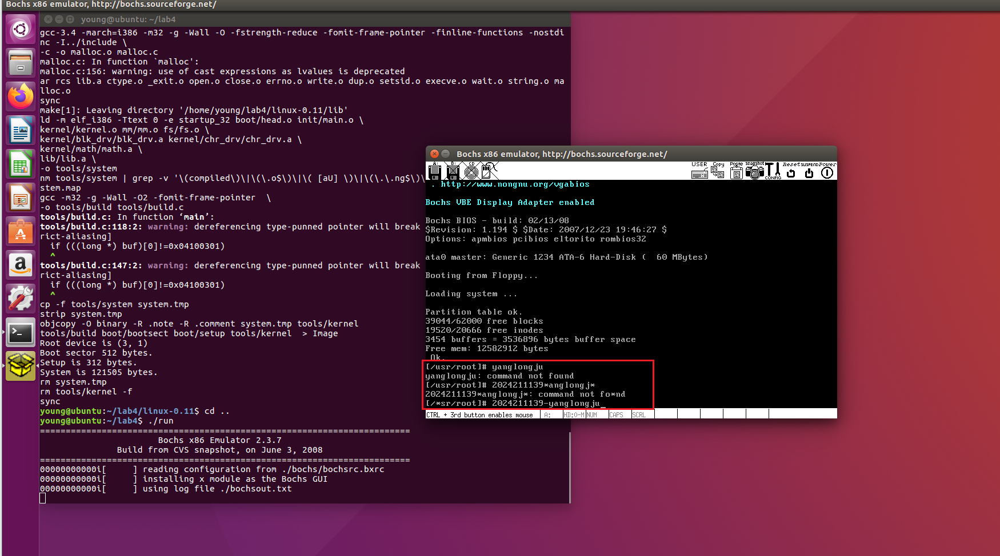 Bochs x86 emulator, http://bochs.sourceforge.net/
young@ubuntu: ~/lab4
gcc-3.4 -march=i386 -m32 -g -Wall -O -fstrength-reduce -fomit-frame-pointer -finline-functions -nostdi
nc -I../include \
-c -o malloc.o malloc.c
malloc.c: In function `malloc':
malloc.c:156: warning: use of cast expressions as lvalues is deprecated
ar rcs lib.a ctype.o _exit.o open.o close.o errno.o write.o dup.o setsid.o execve.o wait.o string.o ma
lloc.o
sync
make[1]: Leaving directory '/home/young/lab4/linux-0.11/lib'
ld -m elf_i386 -Ttext 0 -e startup_32 boot/head.o init/main.o \
kernel/kernel.o mm/mm.o fs/fs.o \
kernel/blk_drv/blk_drv.a kernel/chr_drv/chr_drv.a \
kernel/math/math.a \
lib/lib.a \
-o tools/system
nm tools/system | grep -v '\(compiled\)\|\(\.o$\)\|\( [aU] \)\|\(\.\.ng$\)\
stem.map
gcc -m32 -g -Wall -O2 -fomit-frame-pointer  \
-o tools/build tools/build.c
tools/build.c: In function ‘main’:
tools/build.c:118:2: warning: dereferencing type-punned pointer will break
rict-aliasing]
  if (((long *) buf)[0]!=0x04100301)
  ^
tools/build.c:147:2: warning: dereferencing type-punned pointer will break
rict-aliasing]
  if (((long *) buf)[0]!=0x04100301)
  ^
cp -f tools/system system.tmp
strip system.tmp
objcopy -O binary -R .note -R .comment system.tmp tools/kernel
tools/build boot/bootsect boot/setup tools/kernel  > Image
Root device is (3, 1)
Boot sector 512 bytes.
Setup is 312 bytes.
System is 121505 bytes.
rm system.tmp
rm tools/kernel -f
sync
young@ubuntu:~/lab4/linux-0.11$ cd ..
young@ubuntu:~/lab4$ ./run
========================================================================
Bochs x86 Emulator 2.3.7
Build from CVS snapshot, on June 3, 2008
========================================================================
00000000000i[     ] reading configuration from ./bochs/bochsrc.bxrc
00000000000i[     ] installing x module as the Bochs GUI
00000000000i[     ] using log file ./bochsout.txt
Bochs x86 emulator, http://bochs.sourceforge.net/
A: B: CD USER Copy Paste snapshot CONFIG Reset SUSPEND Power
. http://www.nongnu.org/vgabios
Bochs VBE Display Adapter enabled
Bochs BIOS - build: 02/13/08
$Revision: 1.194 $ $Date: 2007/12/23 19:46:27 $
Options: apmbios pcibios eltorito rombios32
ata0 master: Generic 1234 ATA-6 Hard-Disk (  60 MBytes)
Booting from Floppy...
Loading system ...
Partition table ok.
39044/62000 free blocks
19520/20666 free inodes
3454 buffers = 3536896 bytes buffer space
Free mem: 12582912 bytes
Ok.
[/usr/root]# yanglongju
yanglongju: command not found
[/usr/root]# 2024211139*anglongj*
2024211139*anglongj*: command not fo*nd
[/*sr/root]# 2024211139-yanglongju_
CTRL + 3rd button enables mouse A: HD:0-M NUM CAPS SCRL